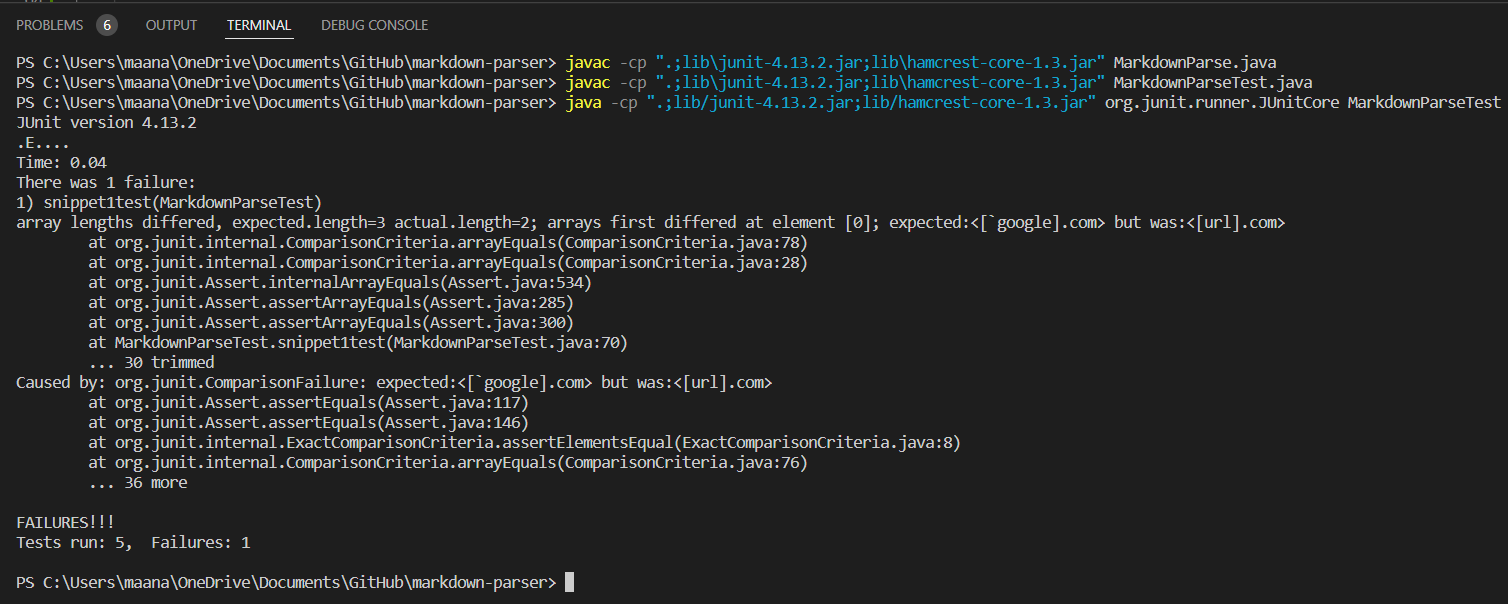 PROBLEMS 6 OUTPUT TERMINAL DEBUG CONSOLE
PS C:\Users\maana\OneDrive\Documents\GitHub\markdown-parser> javac -cp ".;lib\junit-4.13.2.jar;lib\hamcrest-core-1.3.jar" MarkdownParse.java
PS C:\Users\maana\OneDrive\Documents\GitHub\markdown-parser> javac -cp ".;lib\junit-4.13.2.jar;lib\hamcrest-core-1.3.jar" MarkdownParseTest.java
PS C:\Users\maana\OneDrive\Documents\GitHub\markdown-parser> java -cp ".;lib/junit-4.13.2.jar;lib/hamcrest-core-1.3.jar" org.junit.runner.JUnitCore MarkdownParseTest
JUnit version 4.13.2
.E....
Time: 0.04
There was 1 failure:
1) snippet1test(MarkdownParseTest)
array lengths differed, expected.length=3 actual.length=2; arrays first differed at element [0]; expected:<[`google].com> but was:<[url].com>
        at org.junit.internal.ComparisonCriteria.arrayEquals(ComparisonCriteria.java:78)
        at org.junit.internal.ComparisonCriteria.arrayEquals(ComparisonCriteria.java:28)
        at org.junit.Assert.internalArrayEquals(Assert.java:534)
        at org.junit.Assert.assertArrayEquals(Assert.java:285)
        at org.junit.Assert.assertArrayEquals(Assert.java:300)
        at MarkdownParseTest.snippet1test(MarkdownParseTest.java:70)
        ... 30 trimmed
Caused by: org.junit.ComparisonFailure: expected:<[`google].com> but was:<[url].com>
        at org.junit.Assert.assertEquals(Assert.java:117)
        at org.junit.Assert.assertEquals(Assert.java:146)
        at org.junit.internal.ExactComparisonCriteria.assertElementsEqual(ExactComparisonCriteria.java:8)
        at org.junit.internal.ComparisonCriteria.arrayEquals(ComparisonCriteria.java:76)
        ... 36 more
FAILURES!!!
Tests run: 5,  Failures: 1
PS C:\Users\maana\OneDrive\Documents\GitHub\markdown-parser>